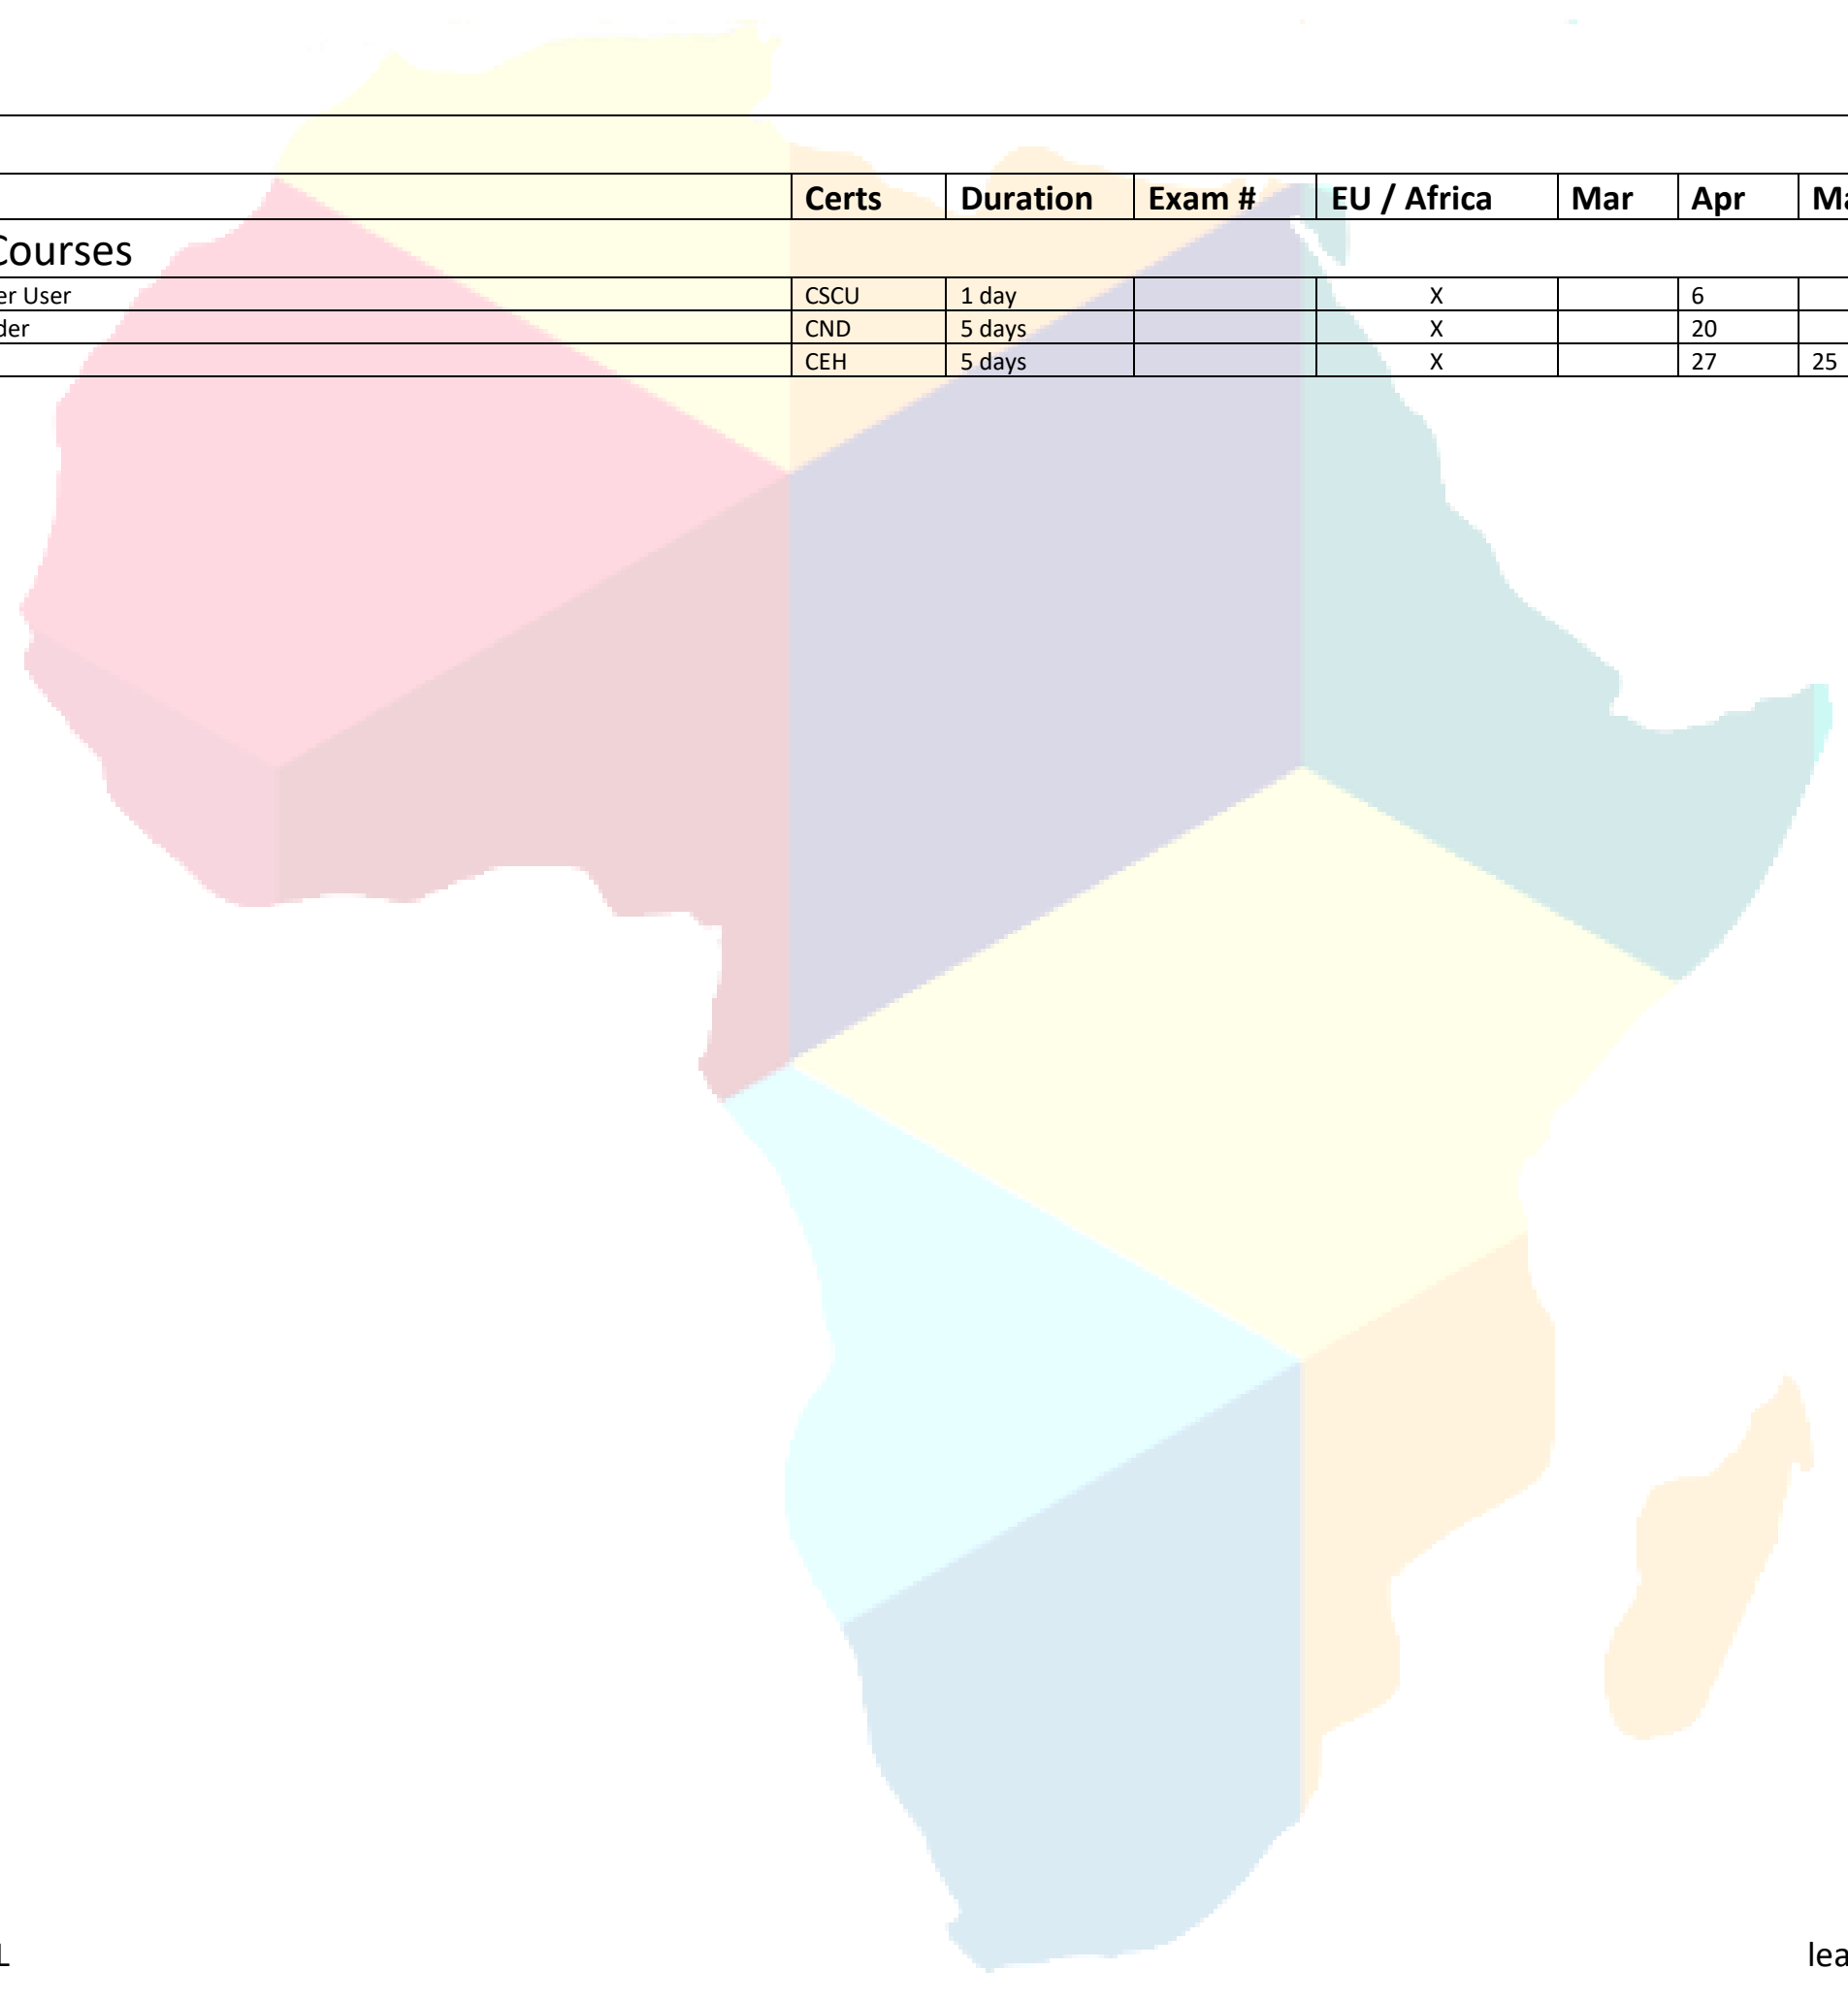 Certs Duration Exam # EU / Africa Mar Apr Ma
Courses
er User CSCU 1 day X 6
der CND 5 days X 20
CEH 5 days X 27 25
L lea